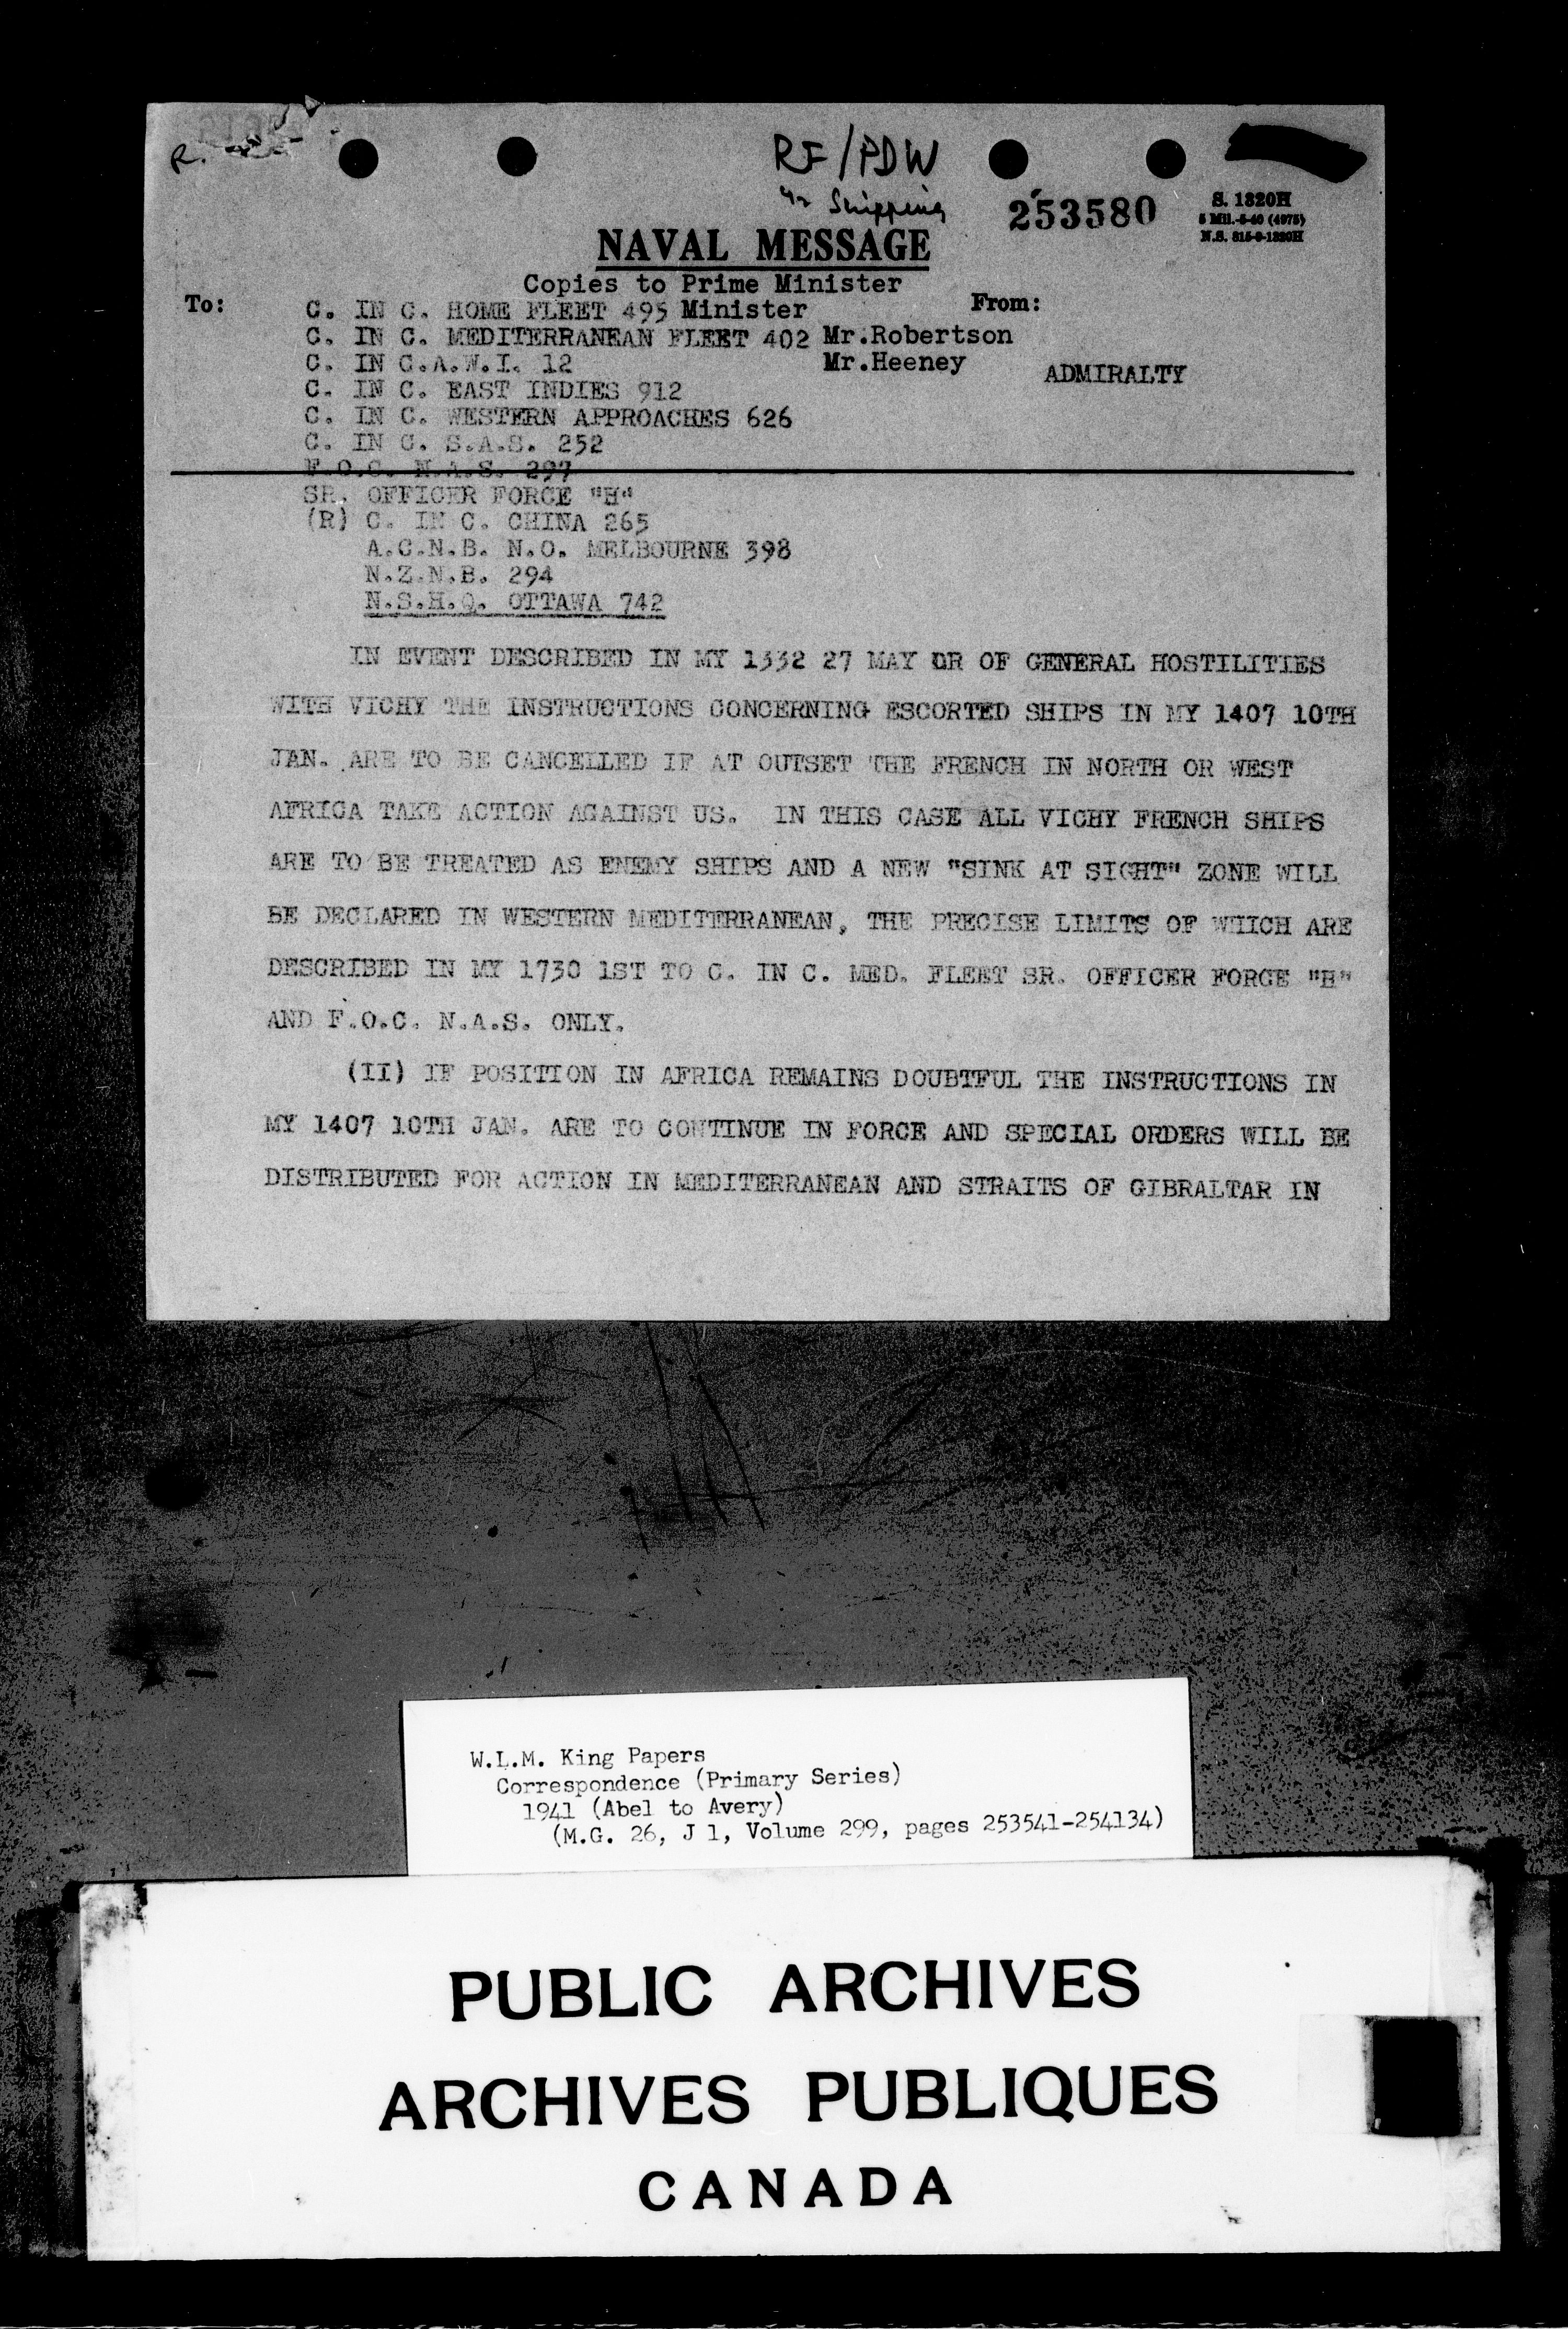 R.
RF/PDW
Shipping
253580
S. 1320H
5 Mil.-5-40 (4975)
N.S. 815-9-1320H
NAVAL MESSAGE
Copies to Prime Minister
To: C. IN C. HOME FLEET 495 Minister From:
C. IN C. MEDITERRANEAN FLEET 402 Mr.Robertson
C. IN C.A.W.I. 12 Mr.Heeney ADMIRALTY
C. IN C. EAST INDIES 912
C. IN C. WESTERN APPROACHES 626
C. IN C. S.A.S. 252
F.O.C. N.A.S. 297
SR. OFFICER FORCE "H"
(R) C. IN C. CHINA 265
A.C.N.B. N.O. MELBOURNE 398
N.Z.N.B. 294
N.S.H.Q. OTTAWA 742
IN EVENT DESCRIBED IN MY 1332 27 MAY OR OF GENERAL HOSTILITIES
WITH VICHY THE INSTRUCTIONS CONCERNING ESCORTED SHIPS IN MY 1407 10TH
JAN. ARE TO BE CANCELLED IF AT OUTSET THE FRENCH IN NORTH OR WEST
AFRICA TAKE ACTION AGAINST US. IN THIS CASE ALL VICHY FRENCH SHIPS
ARE TO BE TREATED AS ENEMY SHIPS AND A NEW "SINK AT SIGHT" ZONE WILL
BE DECLARED IN WESTERN MEDITERRANEAN, THE PRECISE LIMITS OF WHICH ARE
DESCRIBED IN MY 1730 1ST TO C. IN C. MED. FLEET SR. OFFICER FORCE "H"
AND F.O.C. N.A.S. ONLY.
(II) IF POSITION IN AFRICA REMAINS DOUBTFUL THE INSTRUCTIONS IN
MY 1407 10TH JAN. ARE TO CONTINUE IN FORCE AND SPECIAL ORDERS WILL BE
DISTRIBUTED FOR ACTION IN MEDITERRANEAN AND STRAITS OF GIBRALTAR IN
W.L.M. King Papers
Correspondence (Primary Series)
1941 (Abel to Avery)
(M.G. 26, J 1, Volume 299, pages 253541-254134)
PUBLIC ARCHIVES
ARCHIVES PUBLIQUES
CANADA